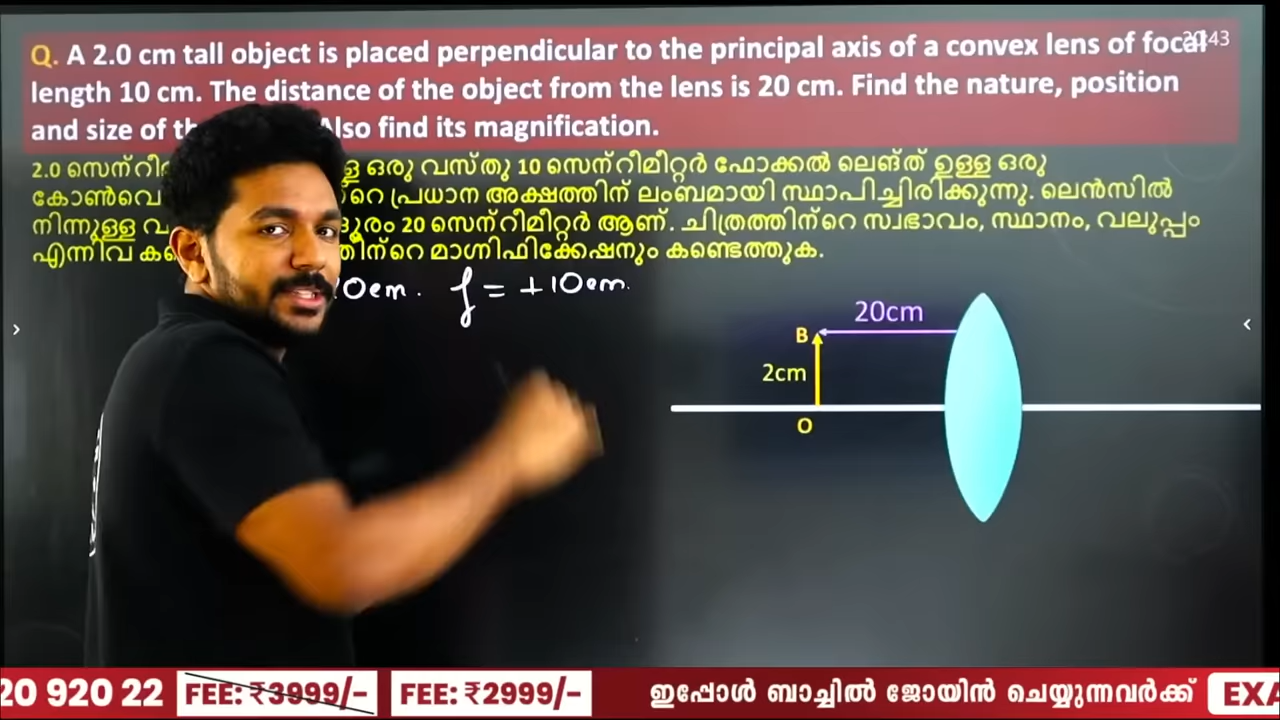 Q. A 2.0 cm tall object is placed perpendicular to the principal axis of a convex lens of focal
length 10 cm. The distance of the object from the lens is 20 cm. Find the nature, position
and size of Also find its magnification.
2.0 ഒരു വസ്തു 10 സെന്റീമീറ്റർ ഫോക്കൽ ലെങ്ത് ഉള്ള ഒരു
പ്രധാന അക്ഷത്തിന് ലംബമായി സ്ഥാപിച്ചിരിക്കുന്നു. ലെൻസിൽ
നിന്നുള്ള ദൂരം 20 സെന്റീമീറ്റർ ആണ്. ചിത്രത്തിന്റെ സ്വഭാവം, സ്ഥാനം, വലുപ്പം
എന്നിവ മാഗ്നിഫിക്കേഷനും കണ്ടെത്തുക.
f = +10cm.
20cm
B
2cm
O
20 920 22 FEE: ₹3999/- FEE: ₹2999/- ഇപ്പോൾ ബാച്ചിൽ ജോയിൻ ചെയ്യുന്നവർക്ക്